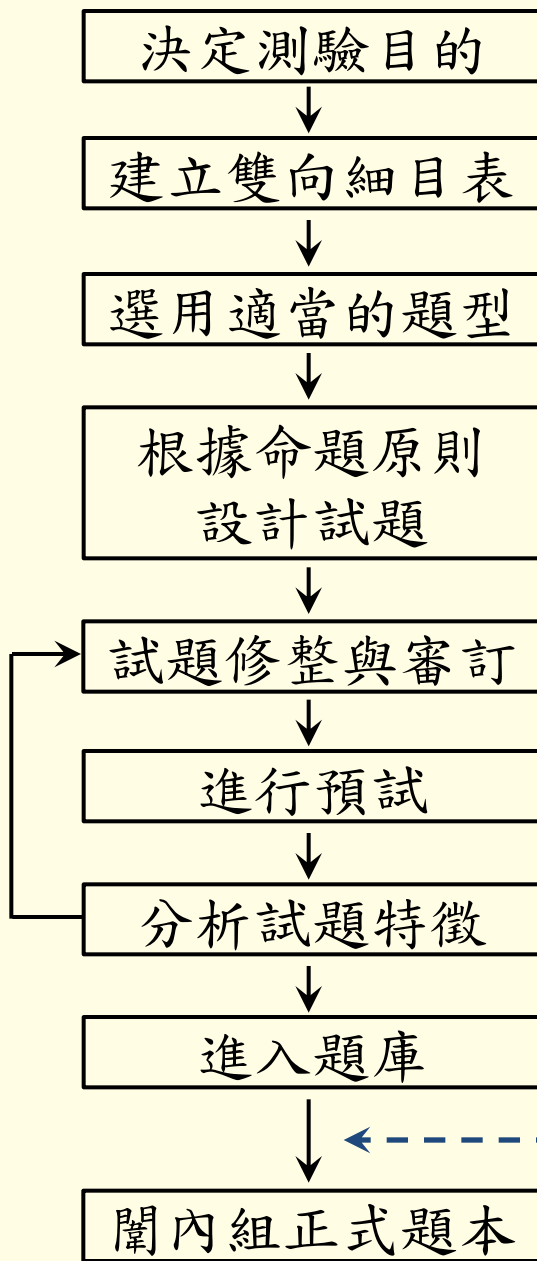 決定測驗目的
建立雙向細目表
選用適當的題型
根據命題原則
設計試題
試題修整與審訂
進行預試
分析試題特徵
進入題庫
闈內組正式題本